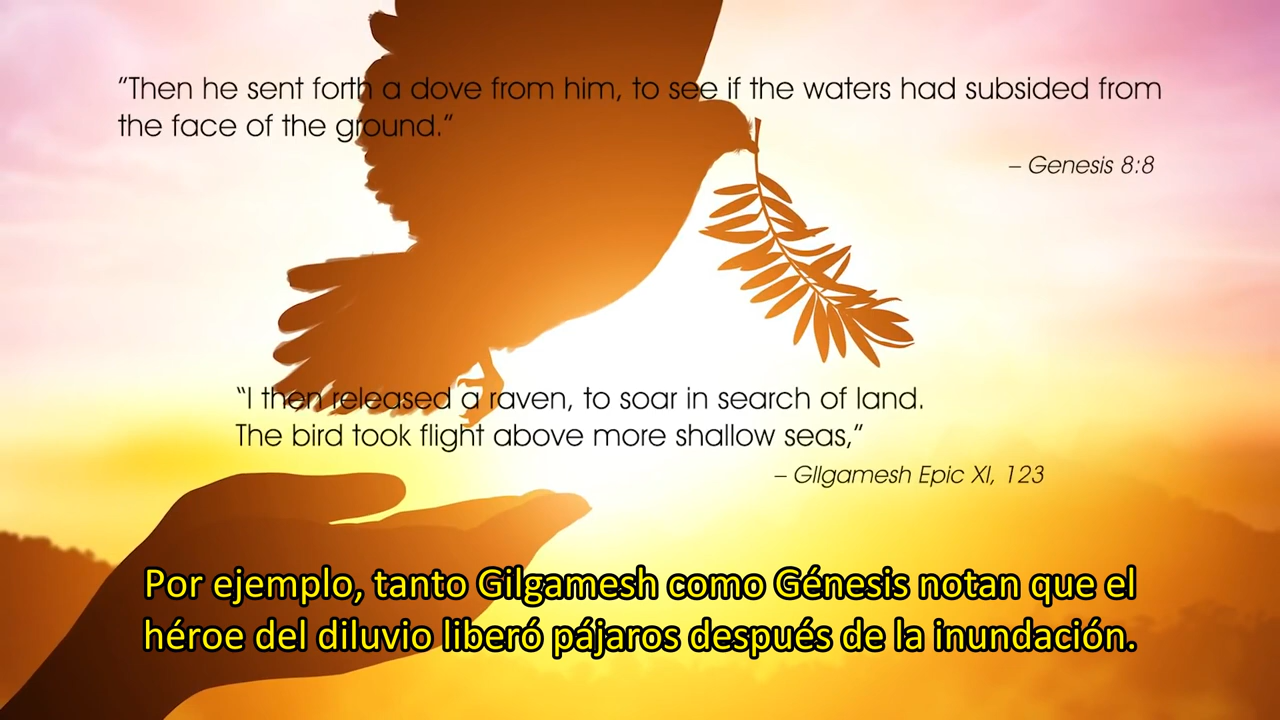 “Then he sent forth a dove from him, to see if the waters had subsided from
the face of the ground.”
– Genesis 8:8
“I then released a raven, to soar in search of land.
The bird took flight above more shallow seas,”
– GIlgamesh Epic XI, 123
Por ejemplo, tanto Gilgamesh como Génesis notan que el
héroe del diluvio liberó pájaros después de la inundación.